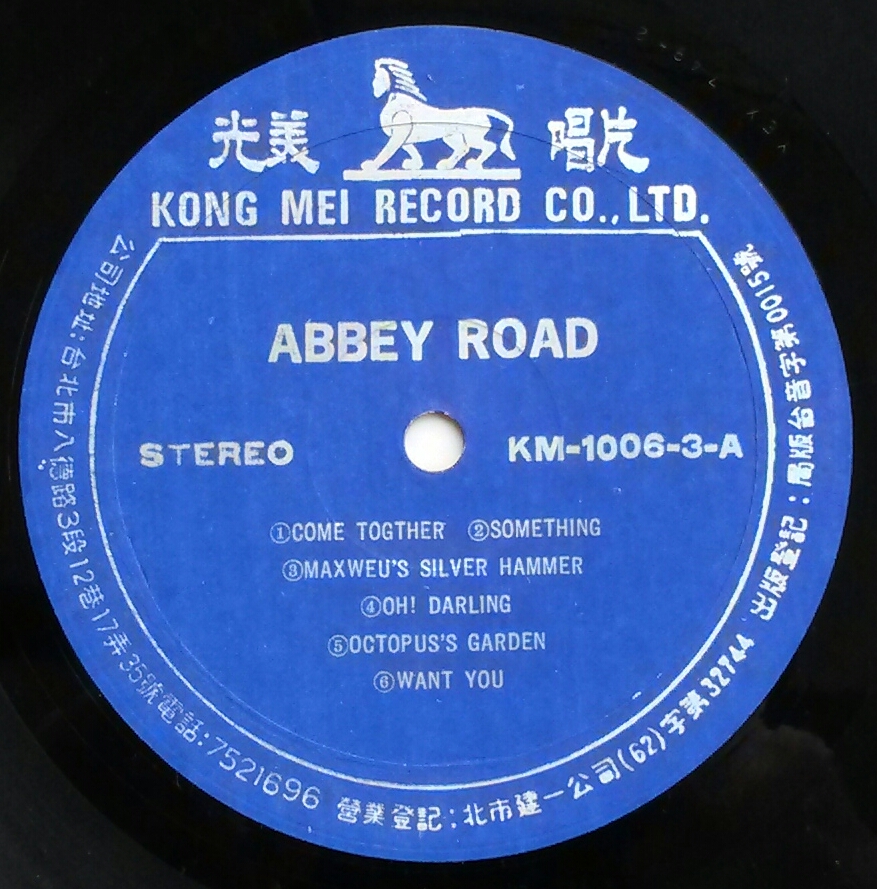 光美 唱片
KONG MEI RECORD CO., LTD.
ABBEY ROAD
STEREO
KM-1006-3-A
①COME TOGTHER ②SOMETHING
③MAXWEU'S SILVER HAMMER
④OH! DARLING
⑤OCTOPUS'S GARDEN
⑥WANT YOU
公司地址:台北市八德路3段12巷17弄35號電話:7521696
營業登記:北市建一公司(62)字第32744
出版登記:局版台音字第0015號